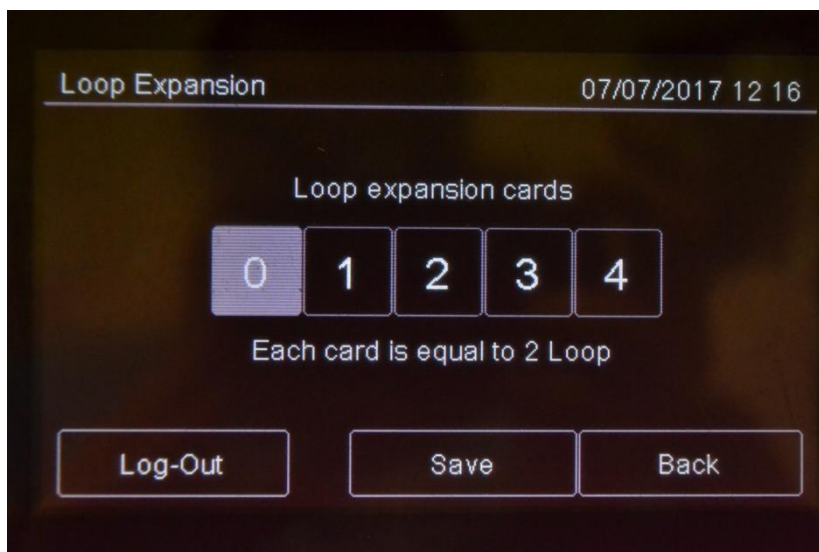 Loop Expansion 07/07/2017 12 16
Loop expansion cards
0 1 2 3 4
Each card is equal to 2 Loop
Log-Out Save Back